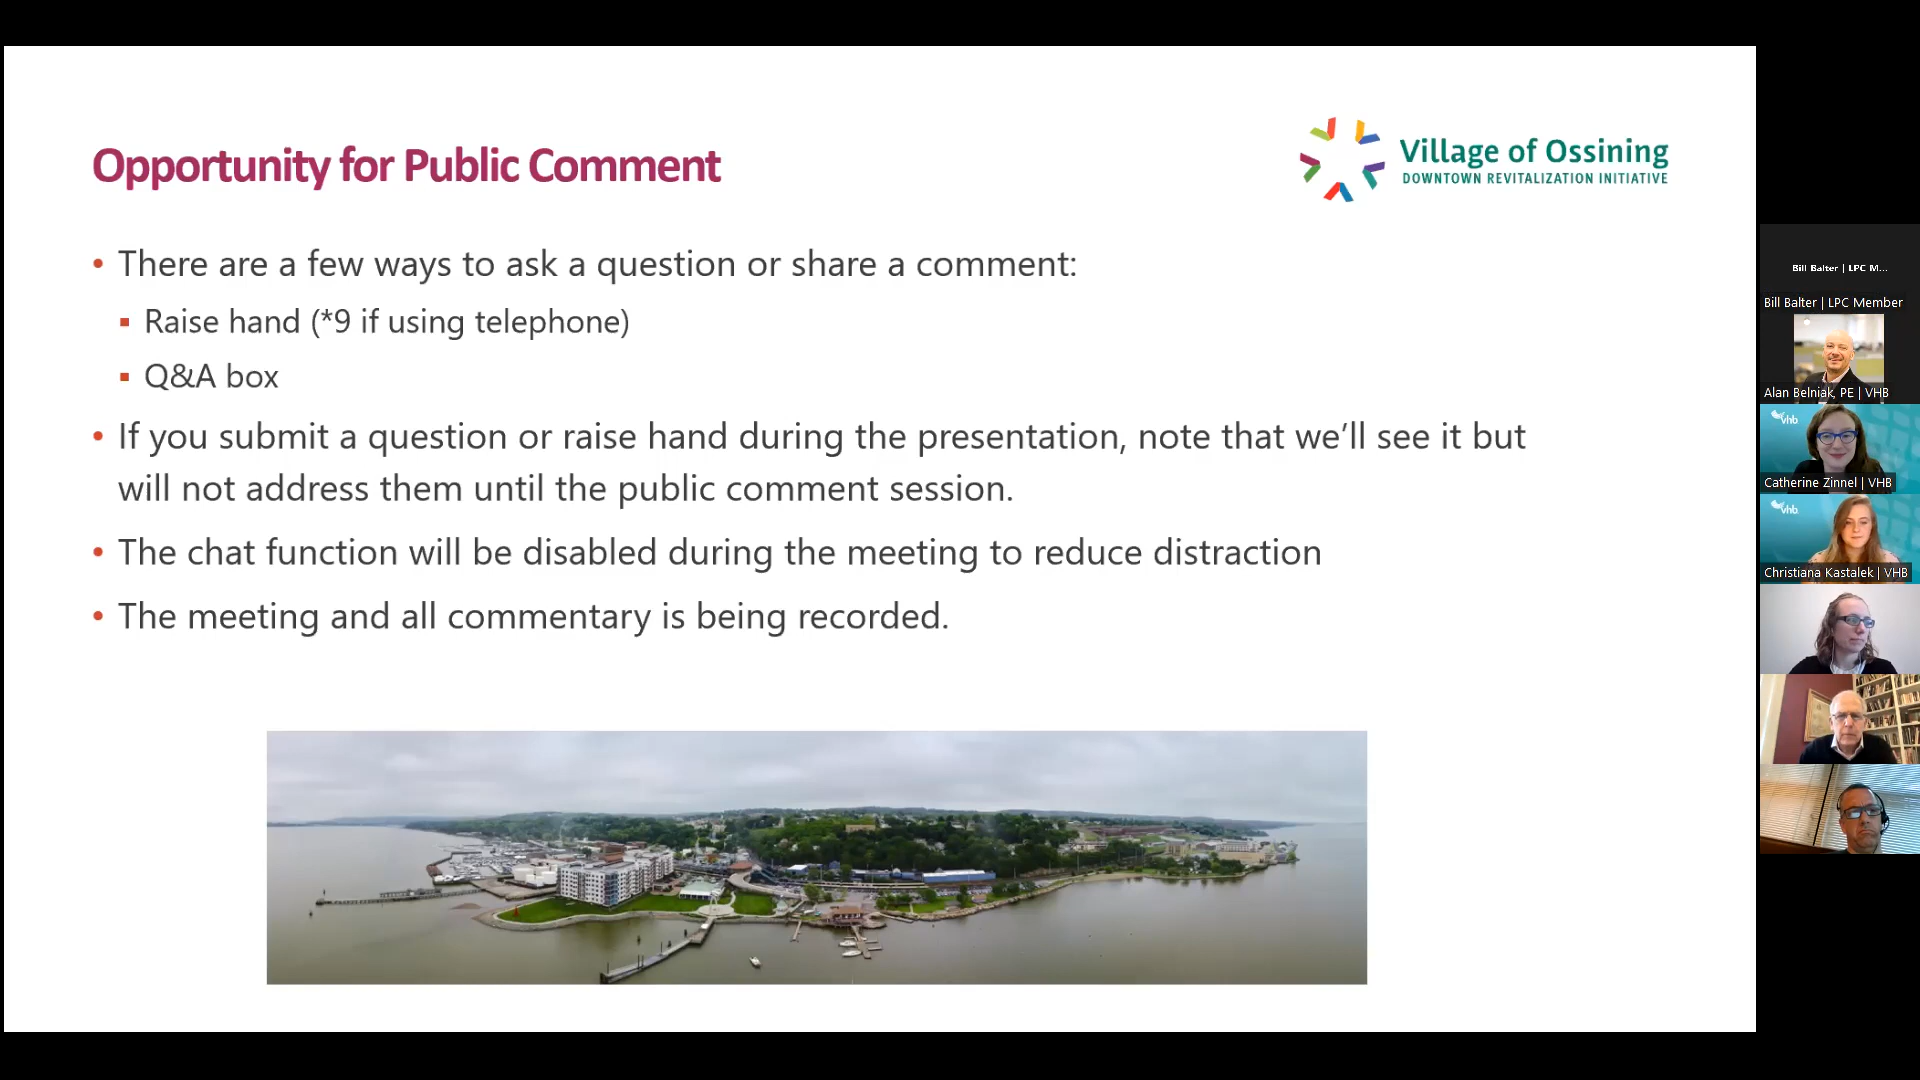 Opportunity for Public Comment
Village of Ossining
DOWNTOWN REVITALIZATION INITIATIVE
• There are a few ways to ask a question or share a comment:
▪ Raise hand (*9 if using telephone)
▪ Q&A box
• If you submit a question or raise hand during the presentation, note that we’ll see it but
will not address them until the public comment session.
• The chat function will be disabled during the meeting to reduce distraction
• The meeting and all commentary is being recorded.
Bill Balter | LPC M...
Bill Balter | LPC Member
Alan Belniak, PE | VHB
vhb
Catherine Zinnel | VHB
vhb
Christiana Kastalek | VHB